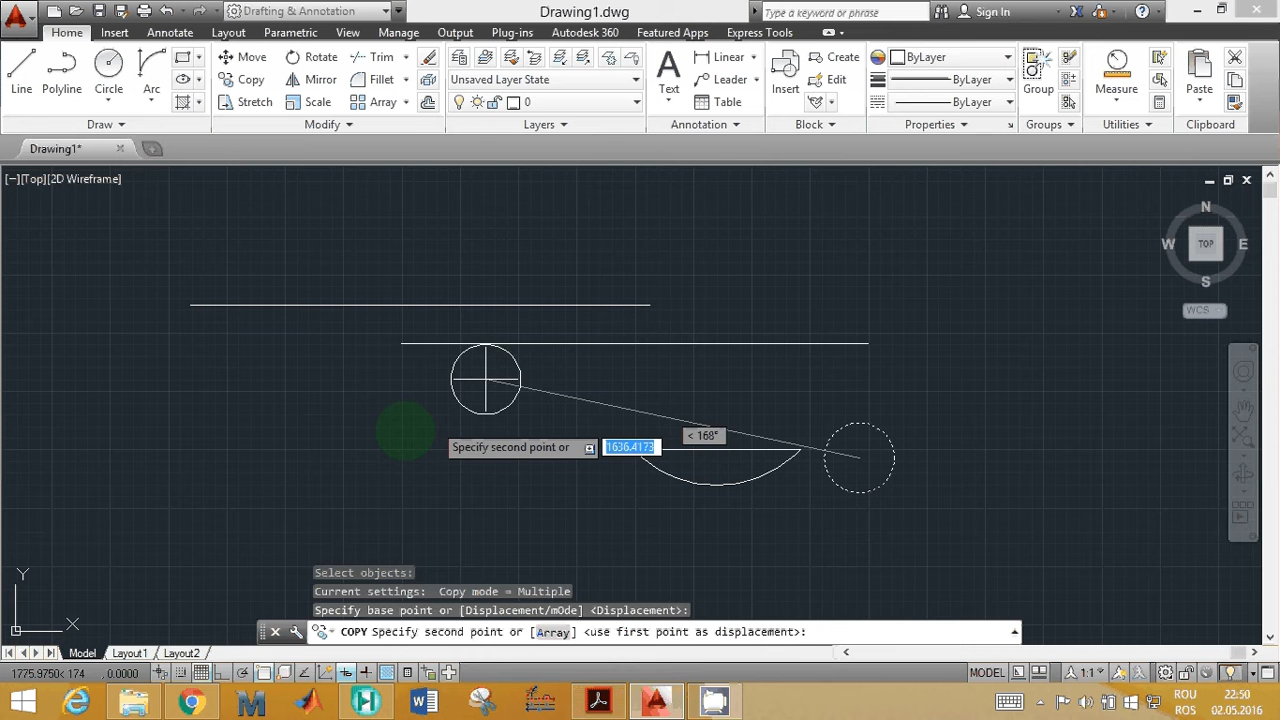 Drafting & Annotation
Drawing1.dwg
Type a keyword or phrase
Sign In
Home Insert Annotate Layout Parametric View Manage Output Plug-ins Autodesk 360 Featured Apps Express Tools
Line Polyline Circle Arc
Move Rotate Trim
Copy Mirror Fillet
Stretch Scale Array
Unsaved Layer State
0
Text
Linear
Leader
Table
Insert
Create
Edit
ByLayer
ByLayer
ByLayer
Group
Measure
Paste
Draw Modify Layers Annotation Block Properties Groups Utilities Clipboard
Drawing1*
[−][Top][2D Wireframe]
N
W TOP E
S
WCS
< 168°
Specify second point or 1636.4173
Select objects:
Current settings: Copy mode = Multiple
Specify base point or [Displacement/mOde] <Displacement>:
COPY Specify second point or [Array] <use first point as displacement>:
Y
X
Model Layout1 Layout2
1775.9750< 174 , 0.0000
MODEL 1:1
ROU 22:50
ROS 02.05.2016